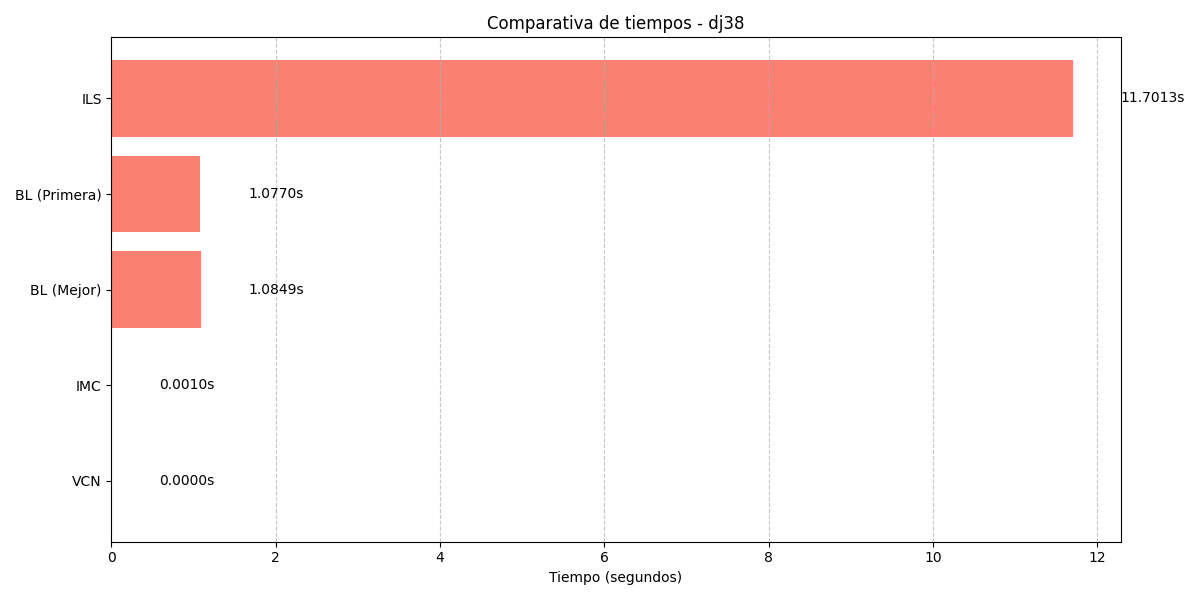 Comparativa de tiempos - dj38
ILS
11.7013s
BL (Primera)
1.0770s
BL (Mejor)
1.0849s
IMC
0.0010s
VCN
0.0000s
0 2 4 6 8 10 12
Tiempo (segundos)